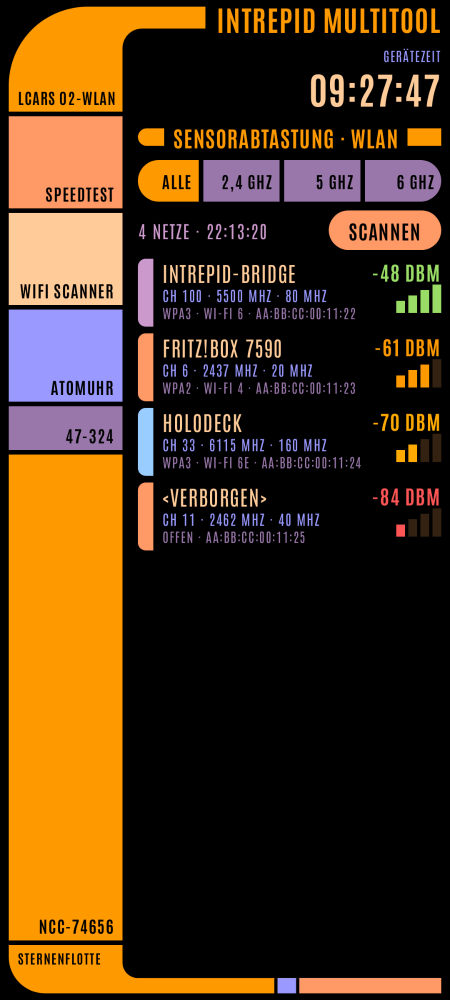 INTREPID MULTITOOL
GERÄTEZEIT
09:27:47
LCARS 02-WLAN
SPEEDTEST
WIFI SCANNER
ATOMUHR
47-324
NCC-74656
STERNENFLOTTE
SENSORABTASTUNG · WLAN
ALLE 2,4 GHZ 5 GHZ 6 GHZ
4 NETZE · 22:13:20 SCANNEN
INTREPID-BRIDGE -48 DBM
CH 100 · 5500 MHZ · 80 MHZ
WPA3 · WI-FI 6 · AA:BB:CC:00:11:22
FRITZ!BOX 7590 -61 DBM
CH 6 · 2437 MHZ · 20 MHZ
WPA2 · WI-FI 4 · AA:BB:CC:00:11:23
HOLODECK -70 DBM
CH 33 · 6115 MHZ · 160 MHZ
WPA3 · WI-FI 6E · AA:BB:CC:00:11:24
<VERBORGEN> -84 DBM
CH 11 · 2462 MHZ · 40 MHZ
OFFEN · AA:BB:CC:00:11:25